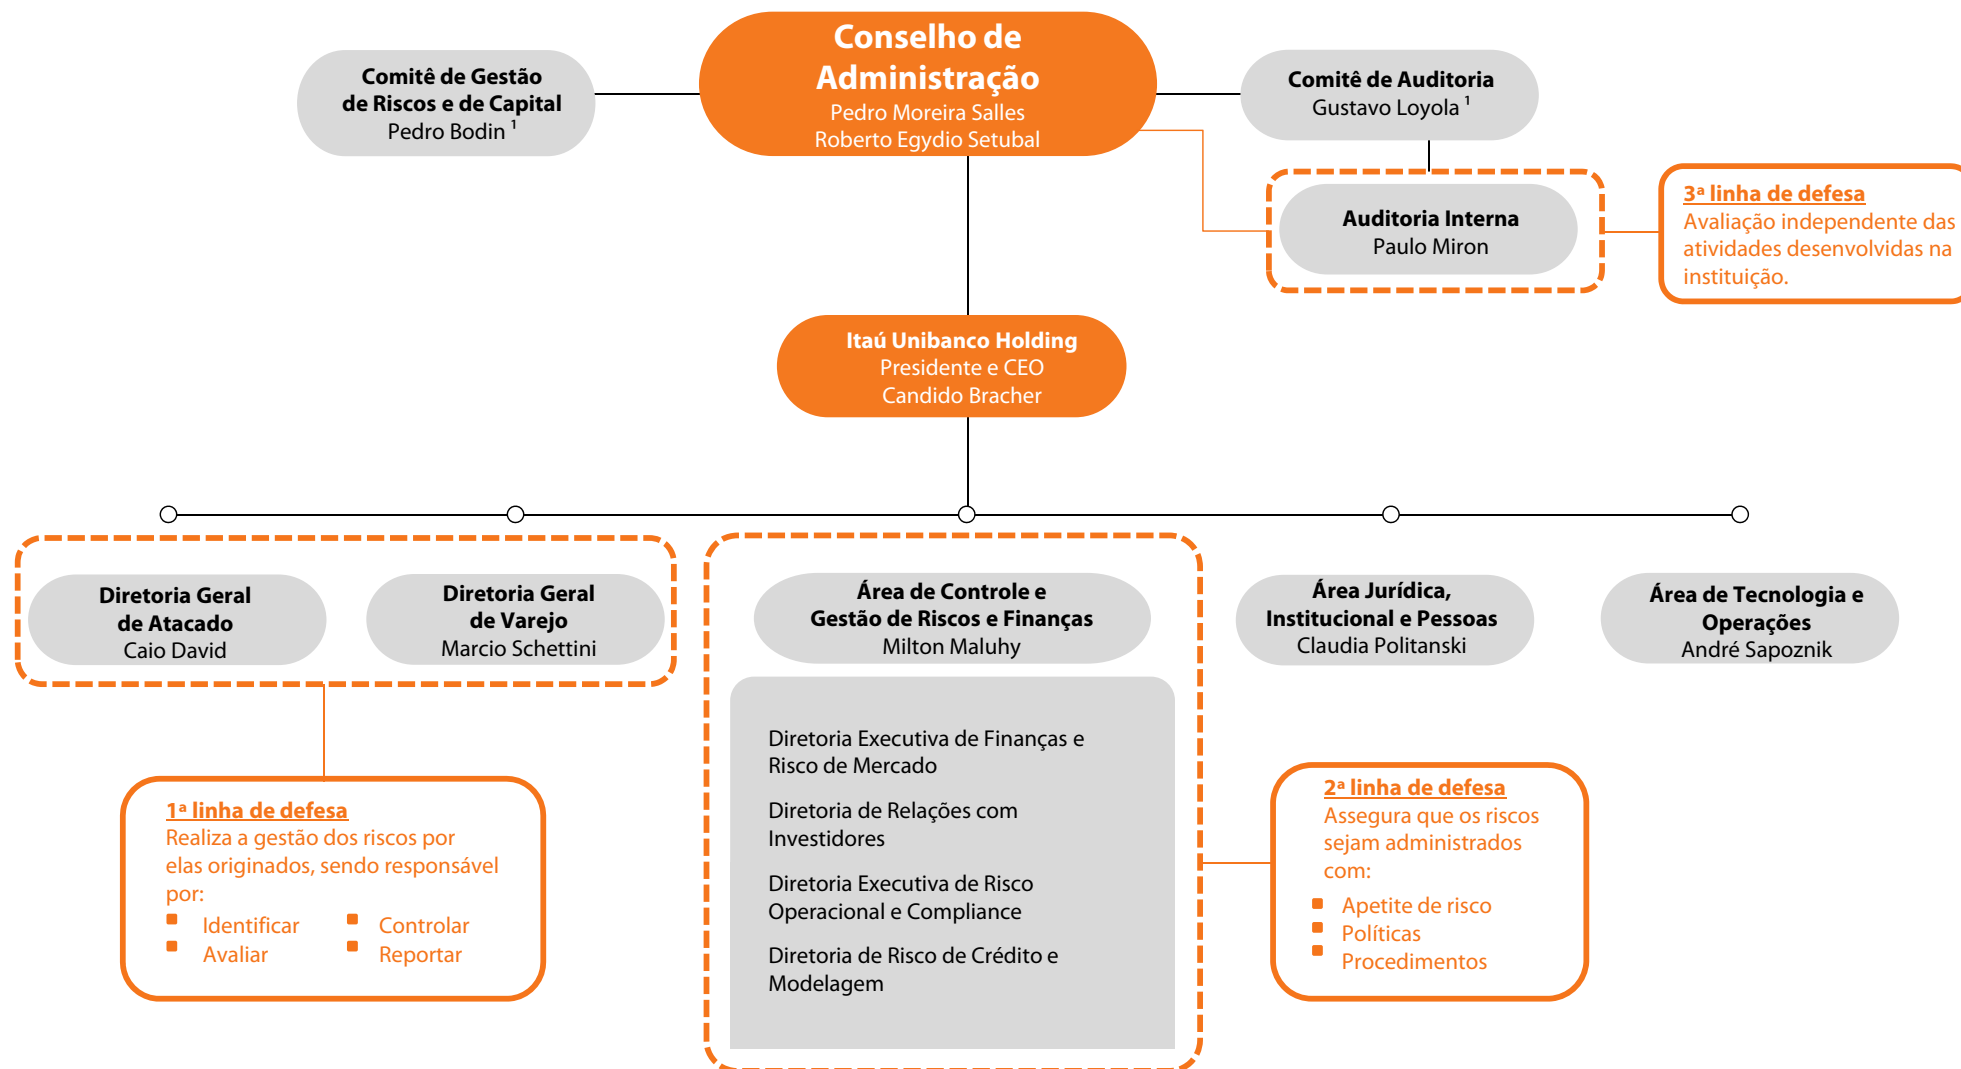 Conselho de
Administração
Pedro Moreira Salles
Roberto Egydio Setubal
Comitê de Gestão
de Riscos e de Capital
Pedro Bodin ¹
Comitê de Auditoria
Gustavo Loyola ¹
Auditoria Interna
Paulo Miron
3ª linha de defesa
Avaliação independente das
atividades desenvolvidas na
instituição.
Itaú Unibanco Holding
Presidente e CEO
Candido Bracher
Diretoria Geral
de Atacado
Caio David
Diretoria Geral
de Varejo
Marcio Schettini
Área de Controle e
Gestão de Riscos e Finanças
Milton Maluhy
Área Jurídica,
Institucional e Pessoas
Claudia Politanski
Área de Tecnologia e
Operações
André Sapoznik
1ª linha de defesa
Realiza a gestão dos riscos por
elas originados, sendo responsável
por:
Identificar
Avaliar
Controlar
Reportar
Diretoria Executiva de Finanças e
Risco de Mercado
Diretoria de Relações com
Investidores
Diretoria Executiva de Risco
Operacional e Compliance
Diretoria de Risco de Crédito e
Modelagem
2ª linha de defesa
Assegura que os riscos
sejam administrados
com:
Apetite de risco
Políticas
Procedimentos